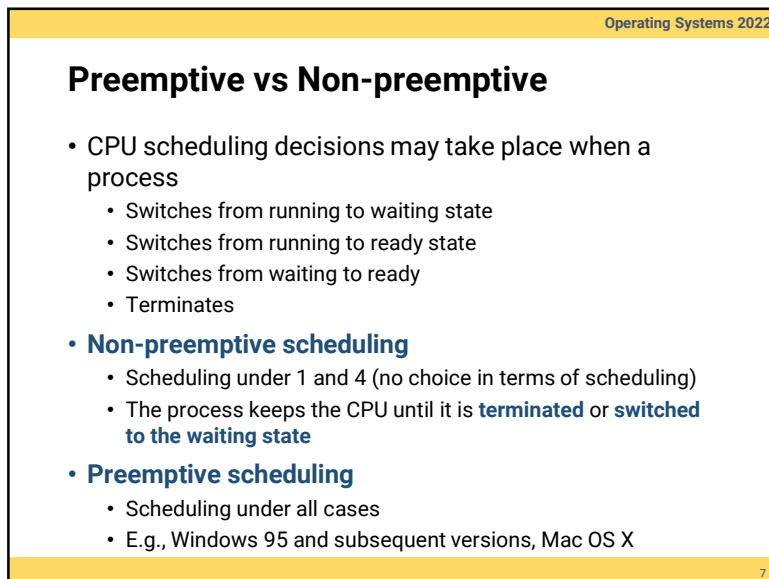 Operating Systems 2022
Preemptive vs Non-preemptive
• CPU scheduling decisions may take place when a
process
• Switches from running to waiting state
• Switches from running to ready state
• Switches from waiting to ready
• Terminates
• Non-preemptive scheduling
• Scheduling under 1 and 4 (no choice in terms of scheduling)
• The process keeps the CPU until it is terminated or switched
to the waiting state
• Preemptive scheduling
• Scheduling under all cases
• E.g., Windows 95 and subsequent versions, Mac OS X
7